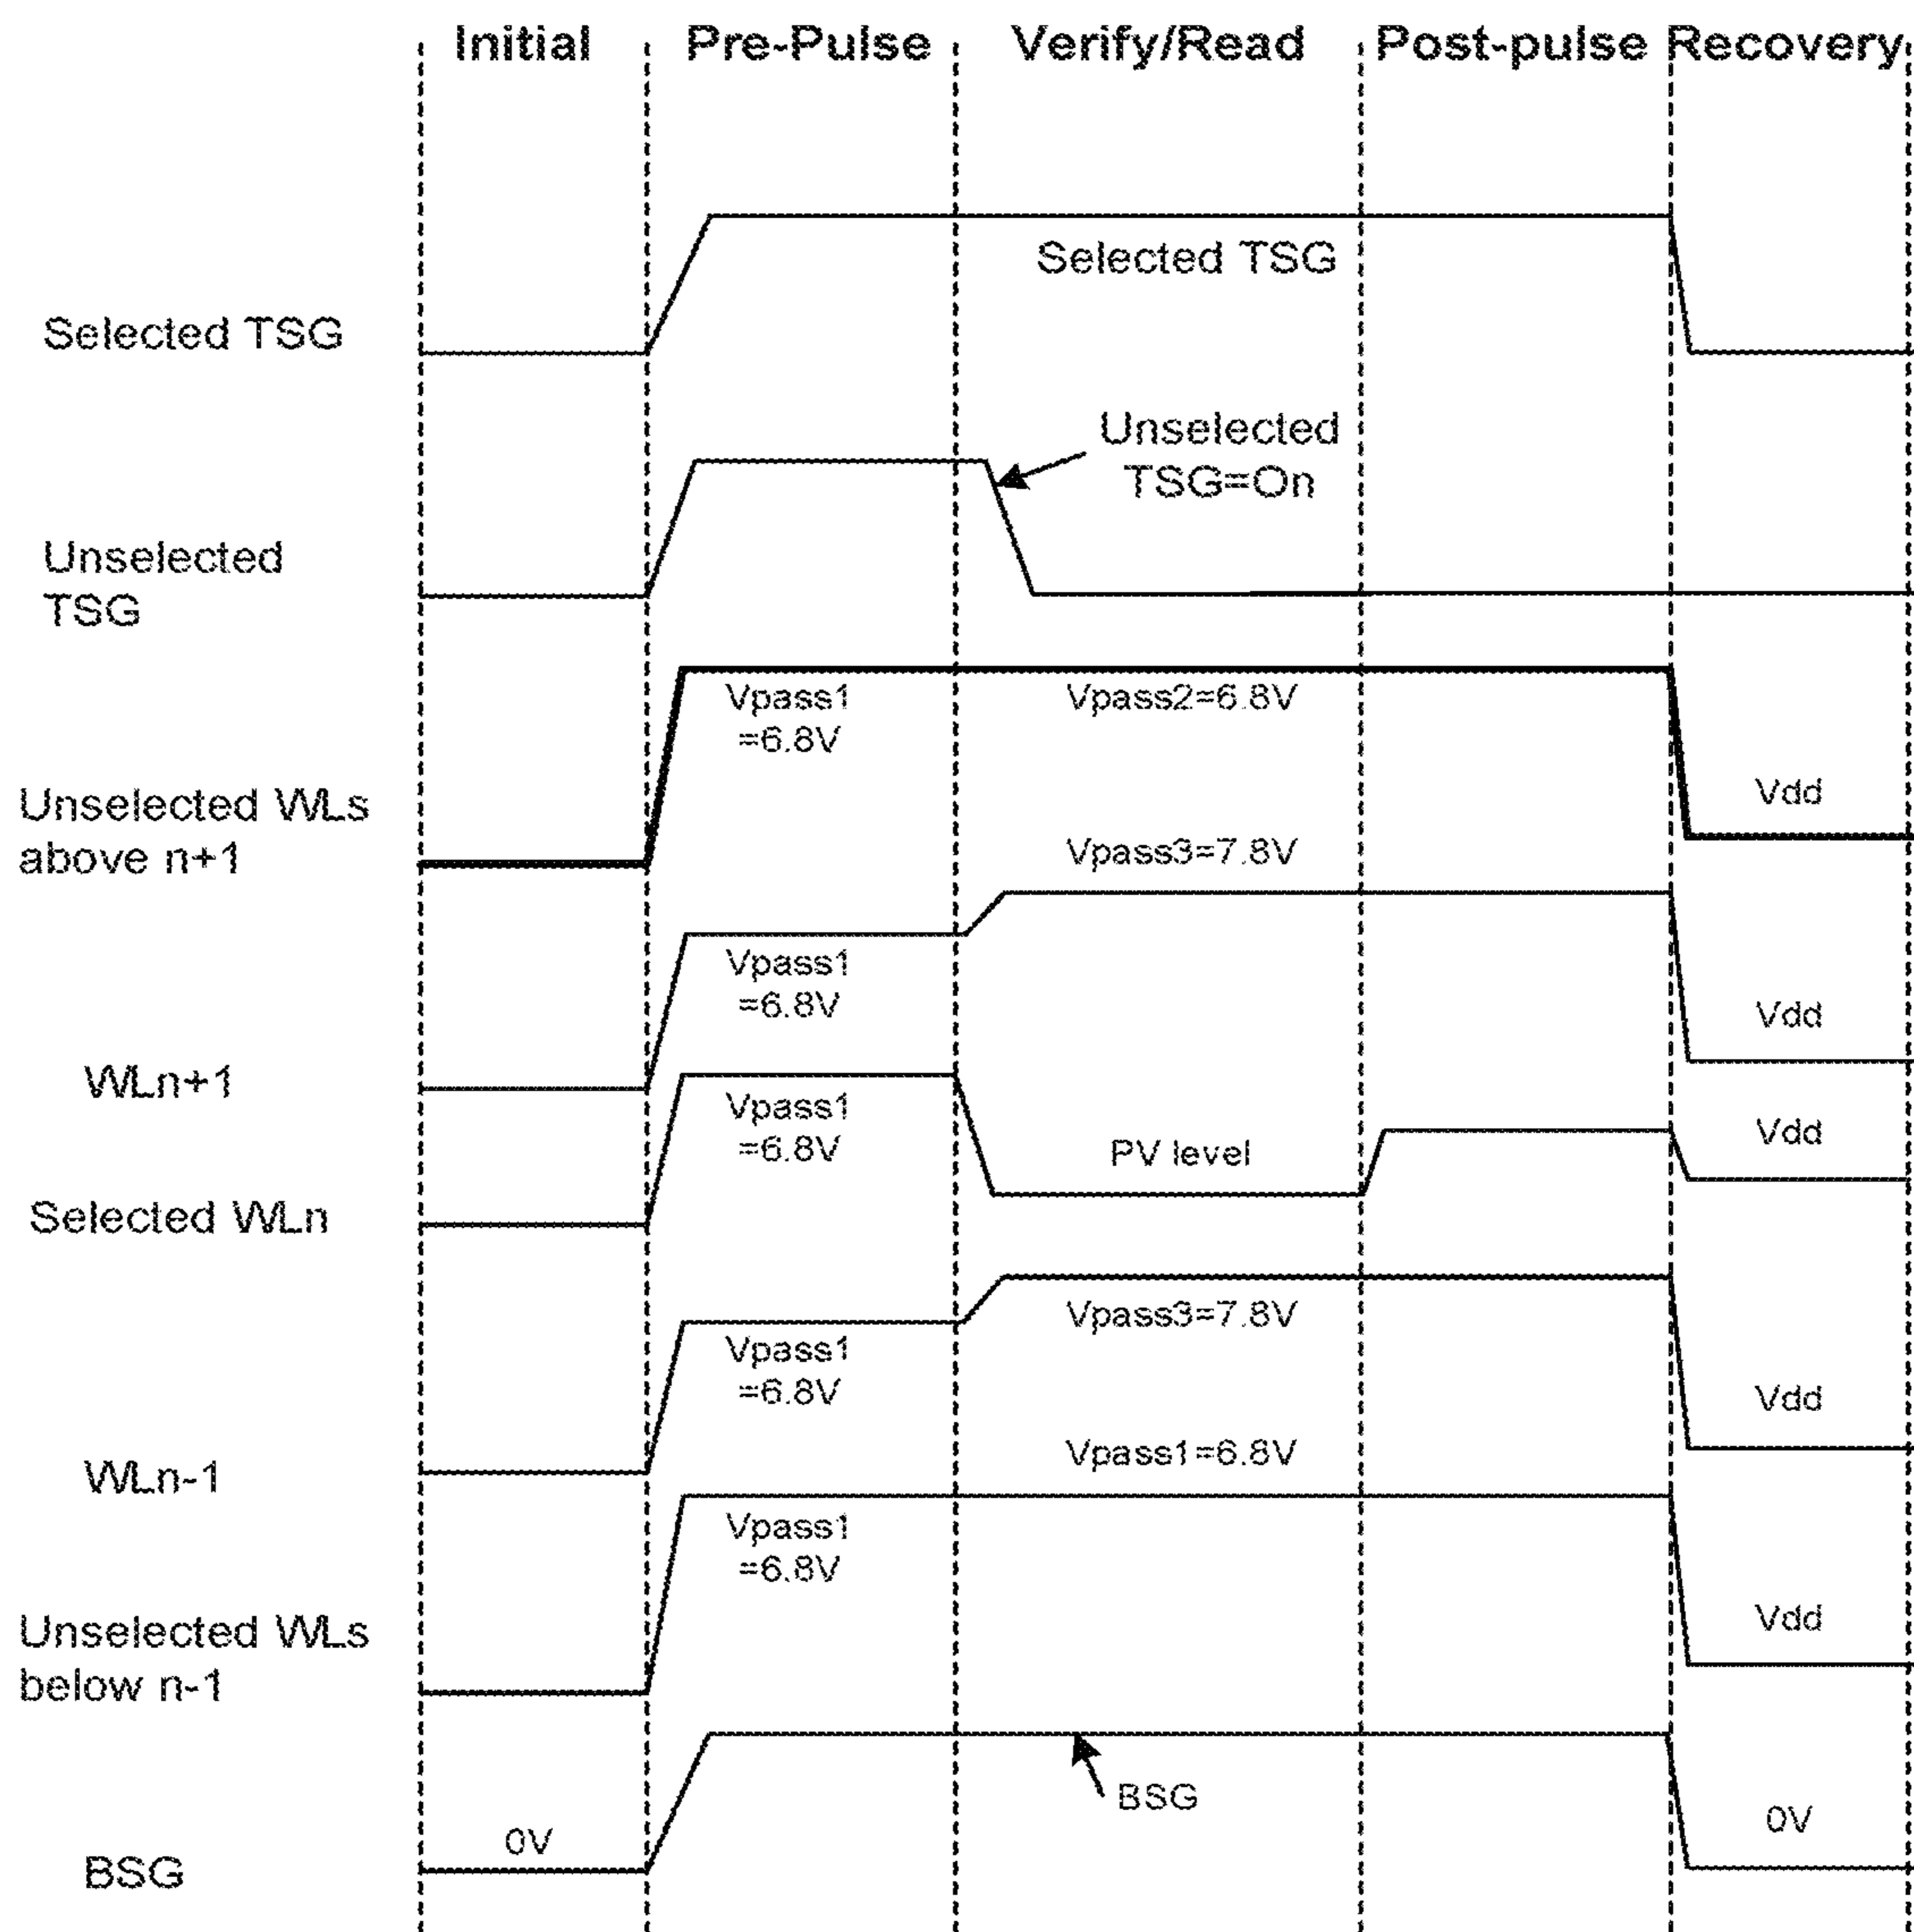 Initial Pre-Pulse Verify/Read Post-pulse Recovery
Selected TSG
Selected TSG
Unselected
TSG=On
Unselected
TSG
Vpass1
=6.8V
Vpass2=6.8V
Vdd
Unselected WLs
above n+1
Vpass3=7.8V
Vpass1
=6.8V
Vdd
WLn+1
Vpass1
=6.8V
PV level
Vdd
Selected WLn
Vpass3=7.8V
Vpass1
=6.8V
Vdd
WLn-1
Vpass1=6.8V
Vpass1
=6.8V
Vdd
Unselected WLs
below n-1
BSG
0V
0V
BSG